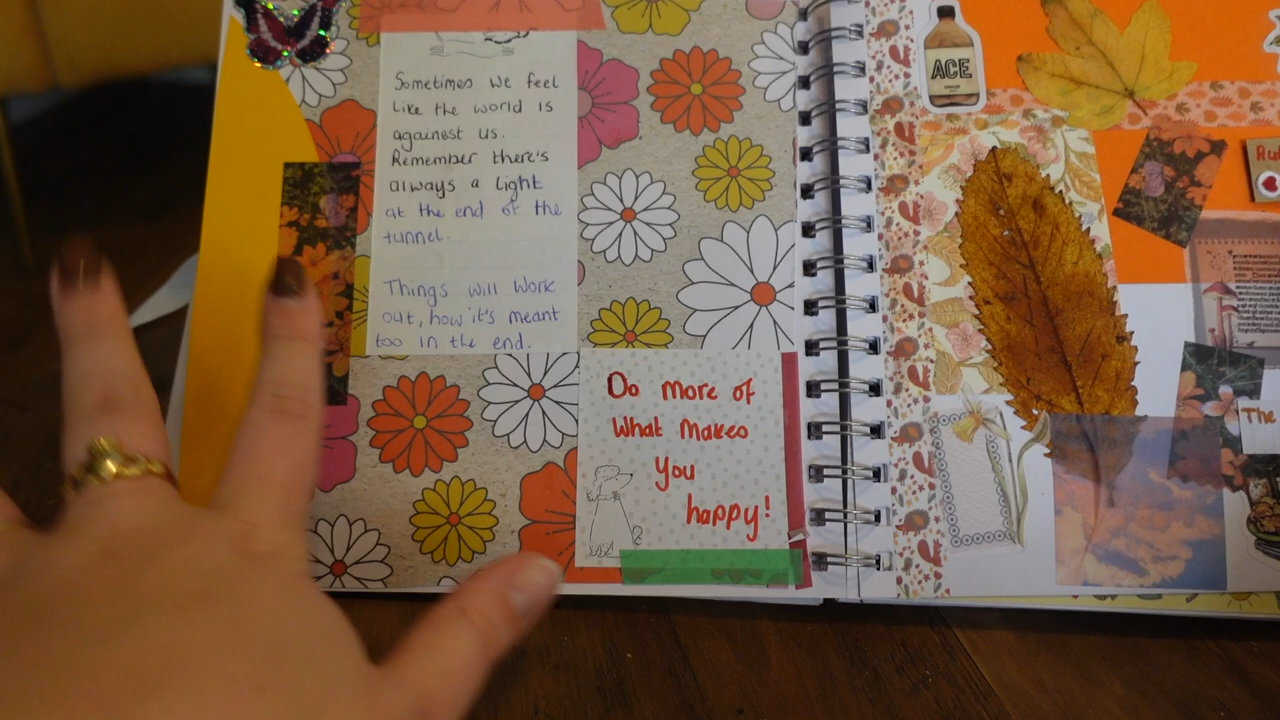 Sometimes we feel
like the world is
againest us.
Remember there's
always a light
at the end of the
tunnel.
Things will work
out, how it's meant
too in the end.
Do more of
What Makes
you
happy!
ACE
The